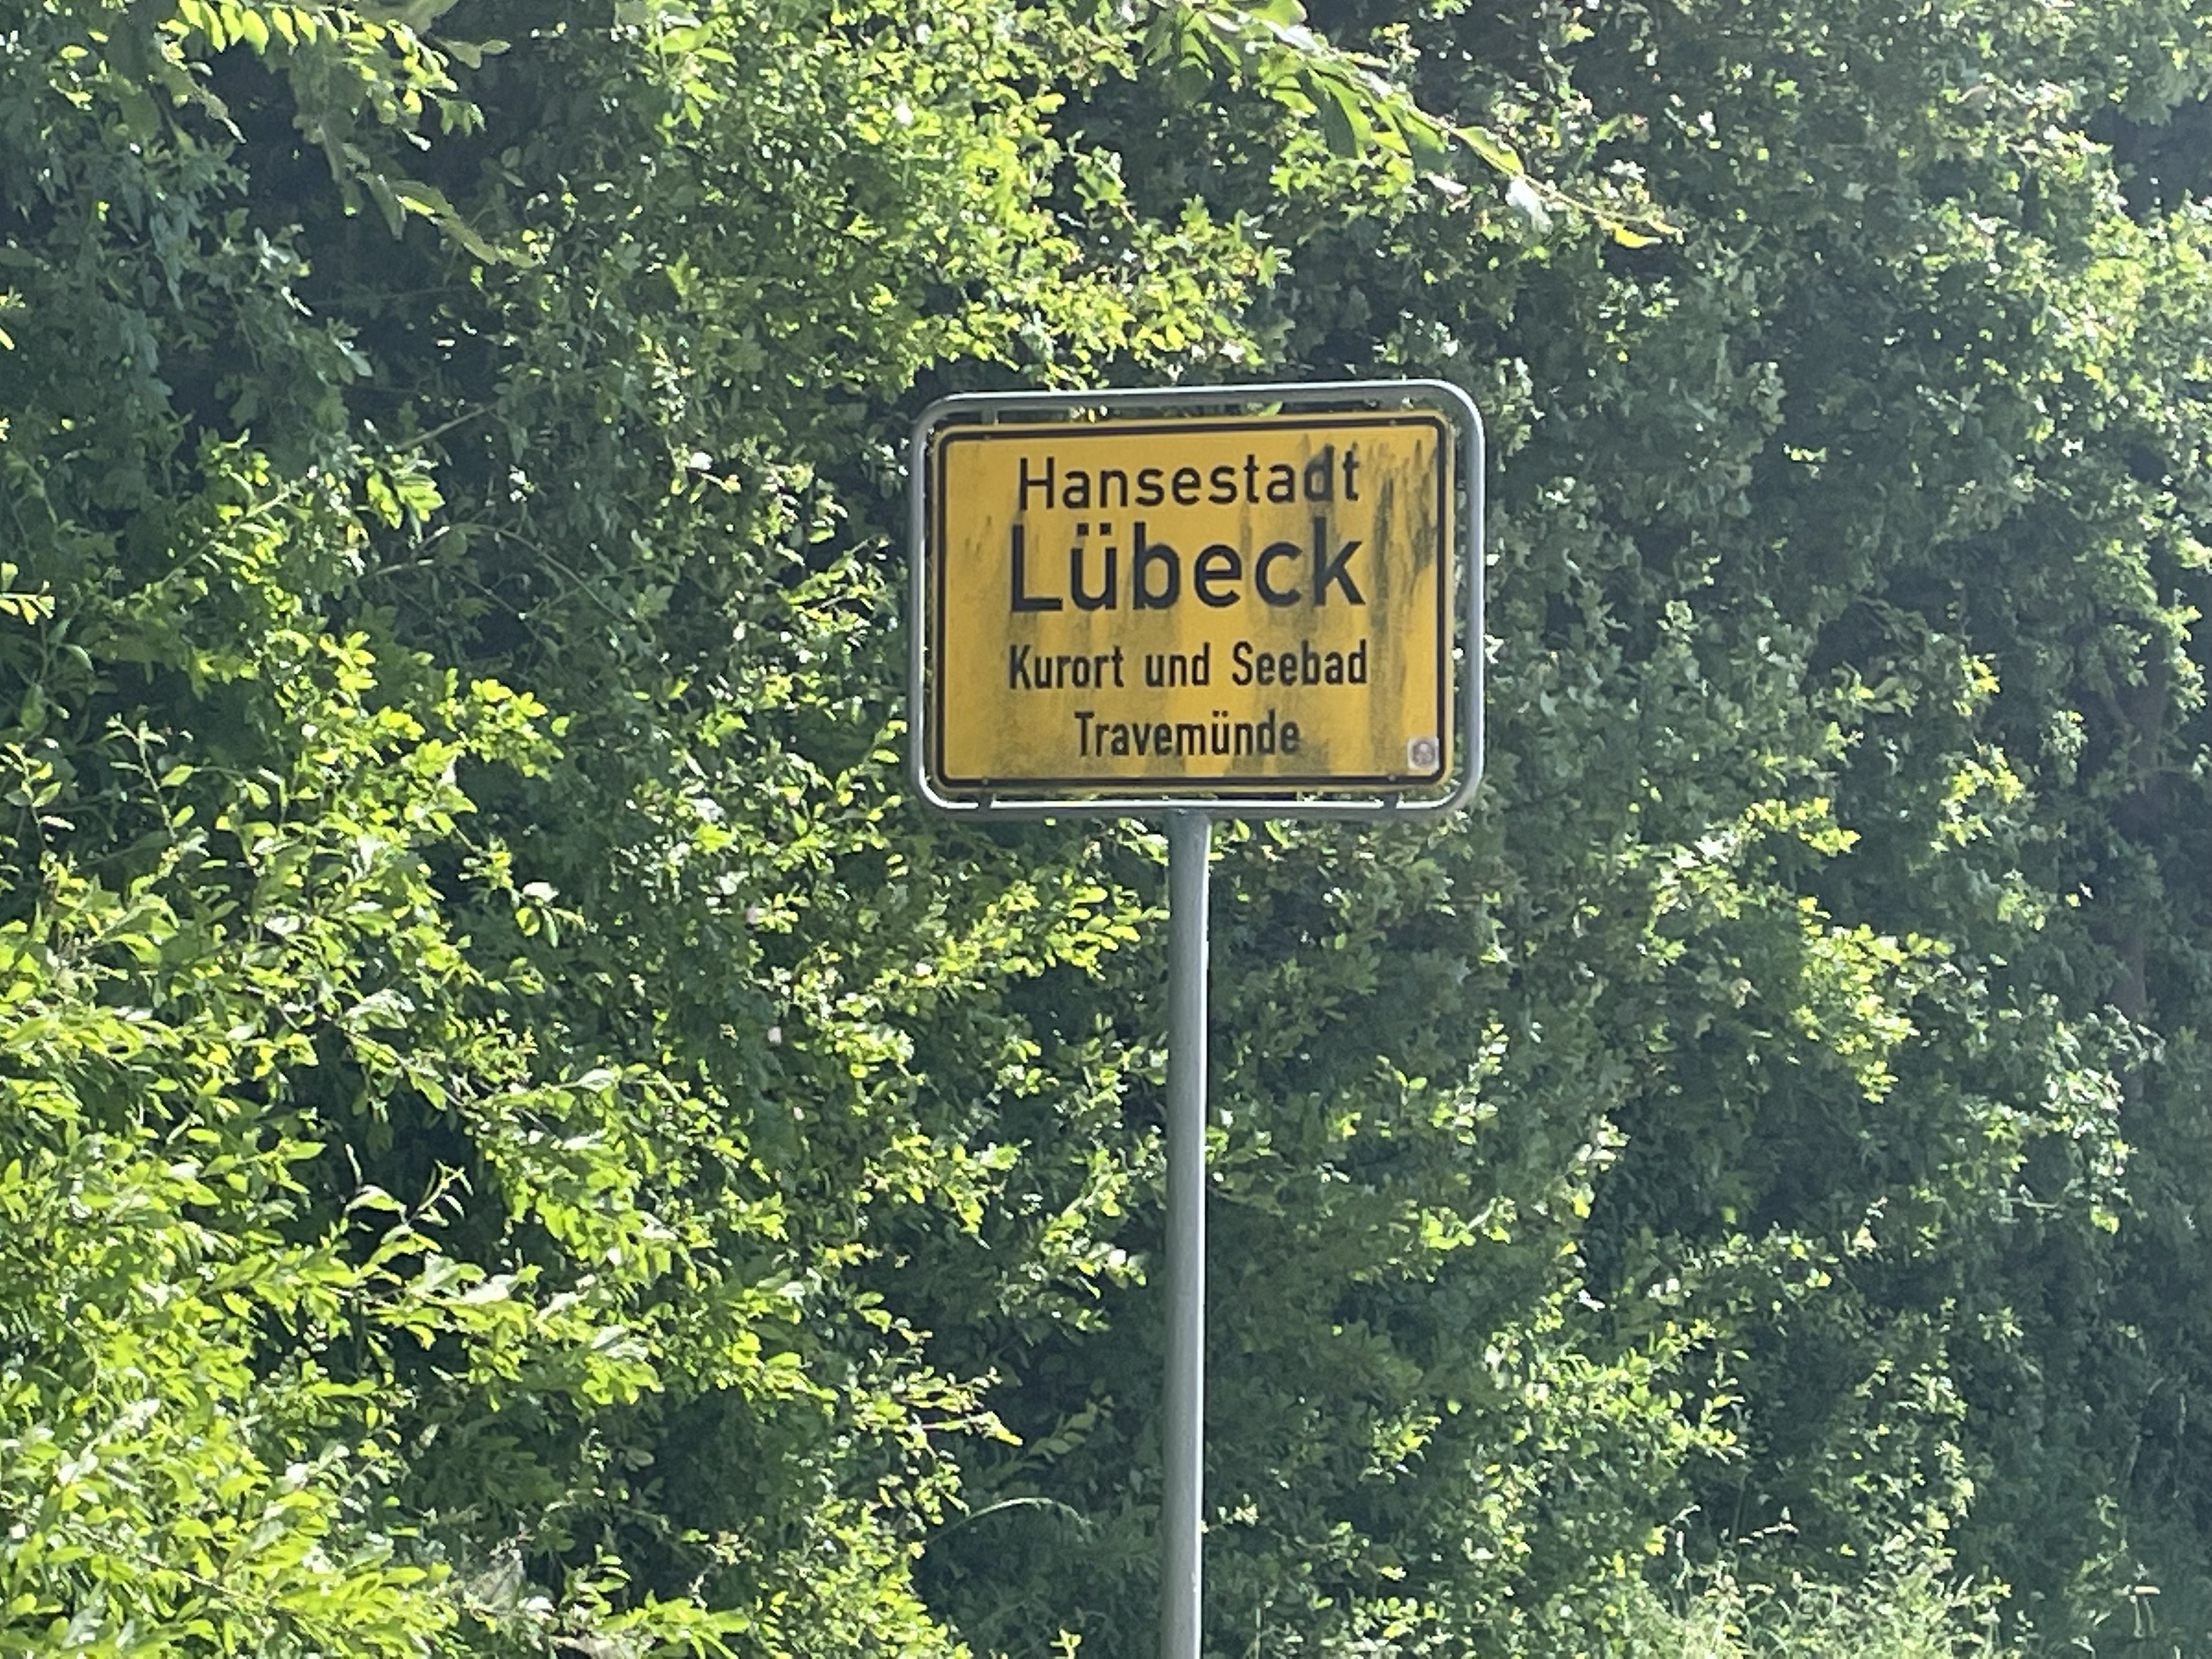 Hansestadt
Lübeck
Kurort und Seebad
Travemünde